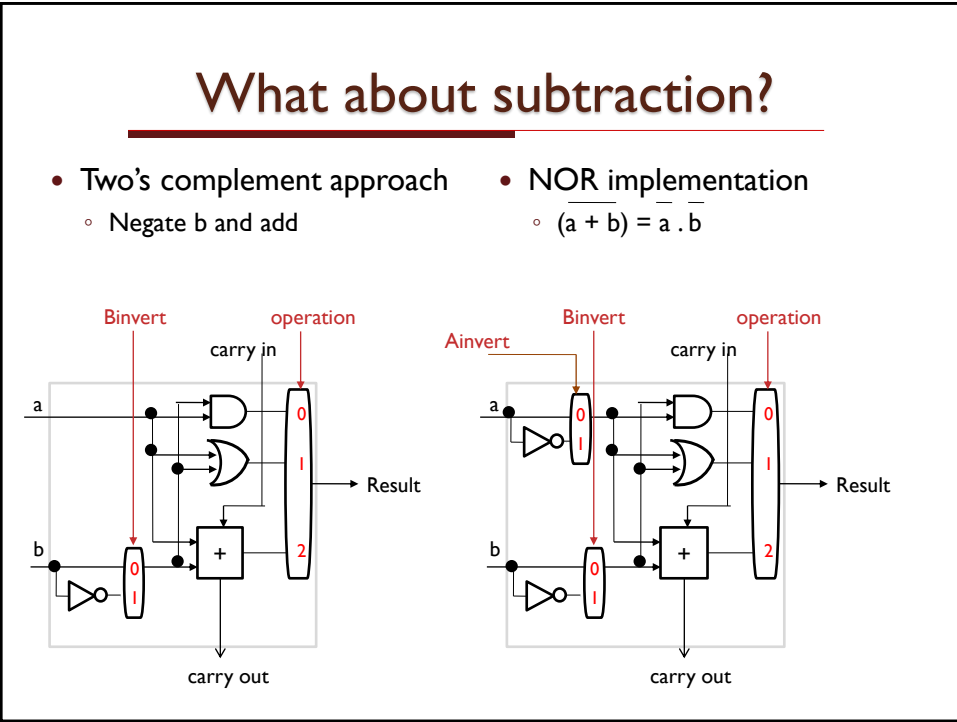 What about subtraction?
• Two's complement approach
◦ Negate b and add
• NOR implementation
◦ (a̅ ̅+̅ ̅b̅) = a̅ . b̅
Binvert
operation
carry in
a
0
1
Result
b
+
2
0
1
carry out
Binvert
operation
Ainvert
carry in
a
0
0
1
1
Result
b
+
2
0
1
carry out